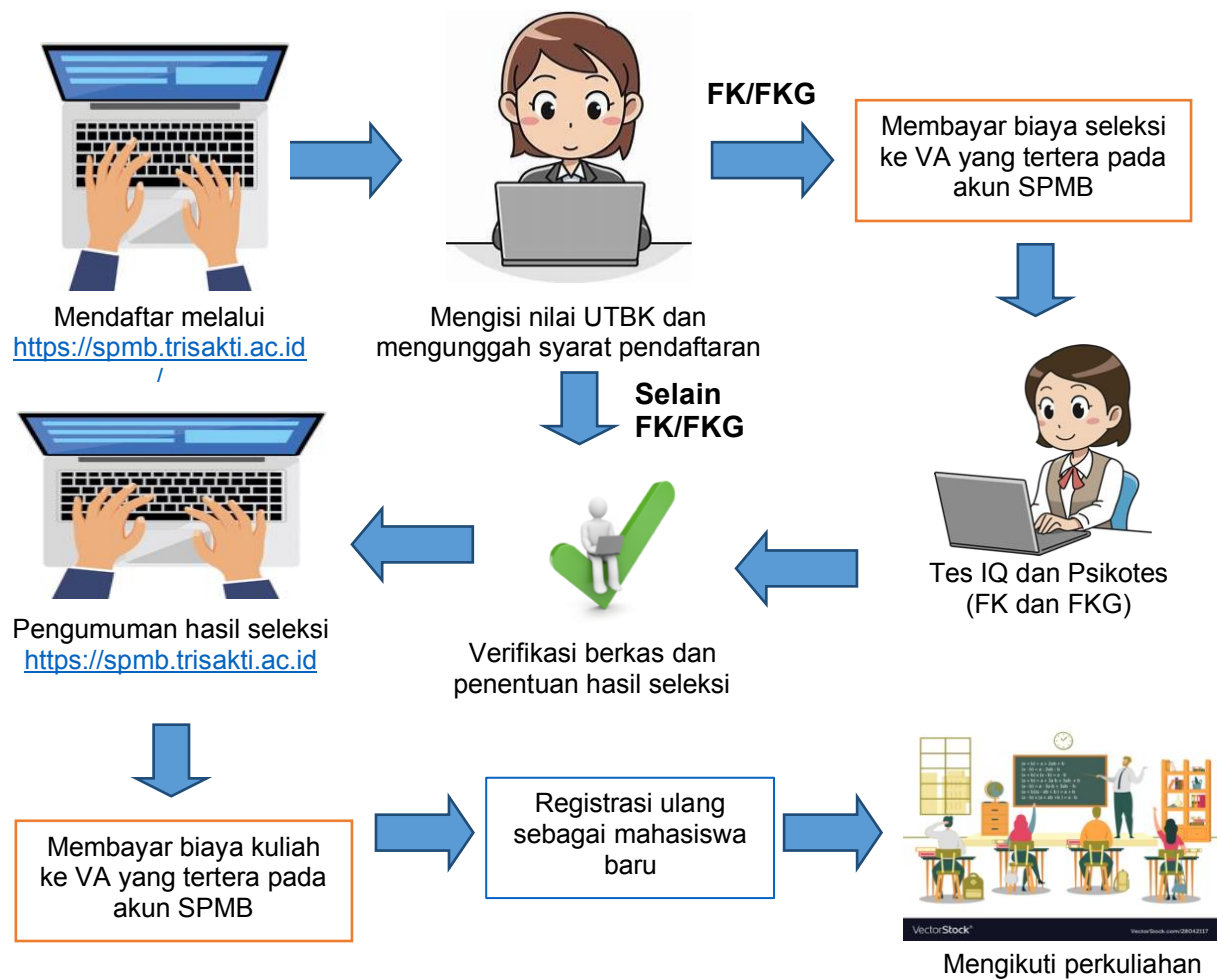 FK/FKG
Membayar biaya seleksi
ke VA yang tertera pada
akun SPMB
Mendaftar melalui
https://spmb.trisakti.ac.id
/
Mengisi nilai UTBK dan
mengunggah syarat pendaftaran
Selain
FK/FKG
Tes IQ dan Psikotes
(FK dan FKG)
Pengumuman hasil seleksi
https://spmb.trisakti.ac.id
Verifikasi berkas dan
penentuan hasil seleksi
Membayar biaya kuliah
ke VA yang tertera pada
akun SPMB
Registrasi ulang
sebagai mahasiswa
baru
VectorStock®
VectorStock.com/28042117
Mengikuti perkuliahan